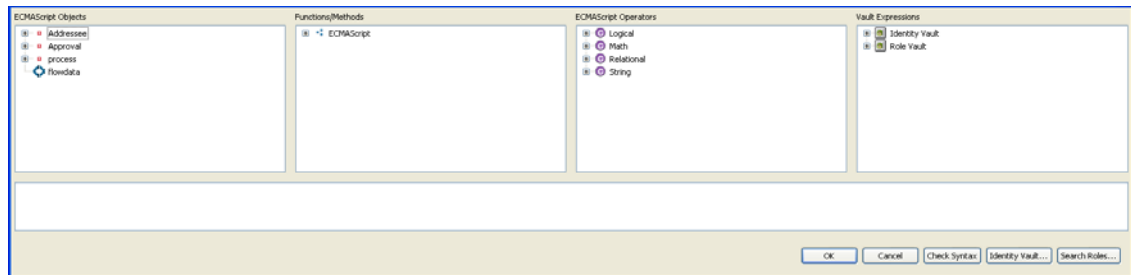 ECMAScript Objects
Addressee
Approval
process
flowdata
Functions/Methods
ECMAScript
ECMAScript Operators
Logical
Math
Relational
String
Vault Expressions
Identity Vault
Role Vault
OK
Cancel
Check Syntax
Identity Vault...
Search Roles...